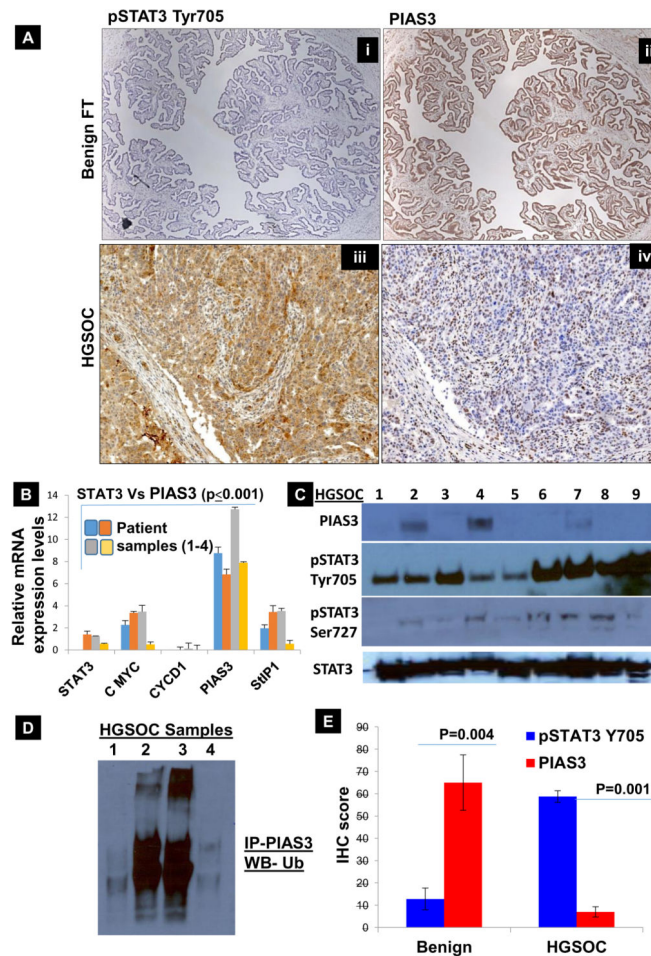 pSTAT3 Tyr705
PIAS3
A
i
ii
Benign FT
iii
iv
HGSOC
B
STAT3 Vs PIAS3 (p≤0.001)
Patient
samples (1-4)
Relative mRNA
expression levels
14
12
10
8
6
4
2
0
STAT3
C MYC
CYCD1
PIAS3
StIP1
C
HGSOC
1 2 3 4 5 6 7 8 9
PIAS3
pSTAT3
Tyr705
pSTAT3
Ser727
STAT3
D
HGSOC Samples
1 2 3 4
IP-PIAS3
WB- Ub
E
IHC score
90
80
70
60
50
40
30
20
10
0
P=0.004
pSTAT3 Y705
PIAS3
P=0.001
Benign
HGSOC